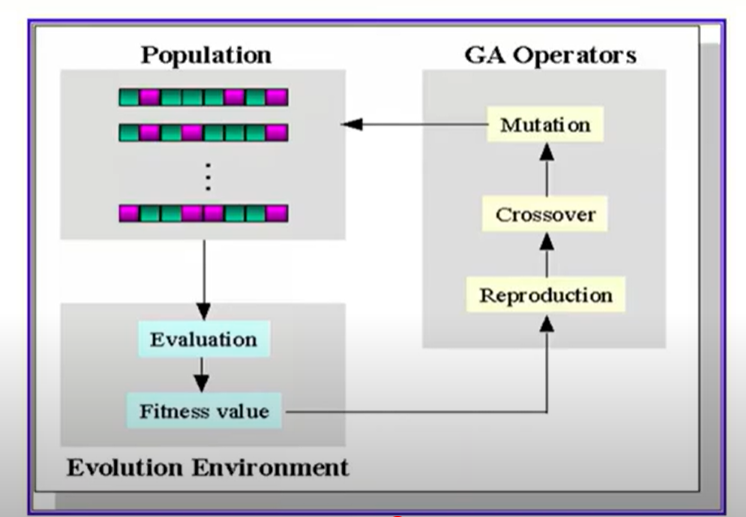 Population
GA Operators
Mutation
Crossover
Reproduction
Evaluation
Fitness value
Evolution Environment